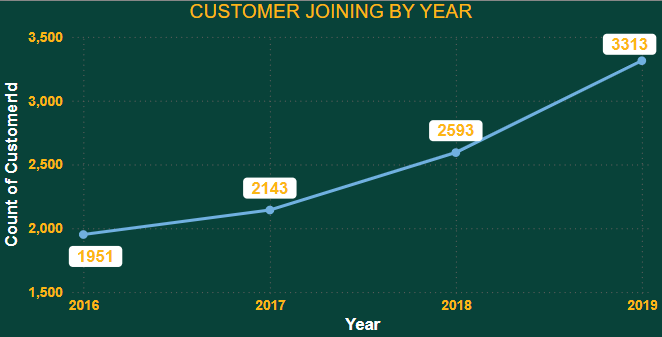 CUSTOMER JOINING BY YEAR
3,500
3,000
2,500
2,000
1,500
Count of CustomerId
1951
2143
2593
3313
2016 2017 2018 2019
Year